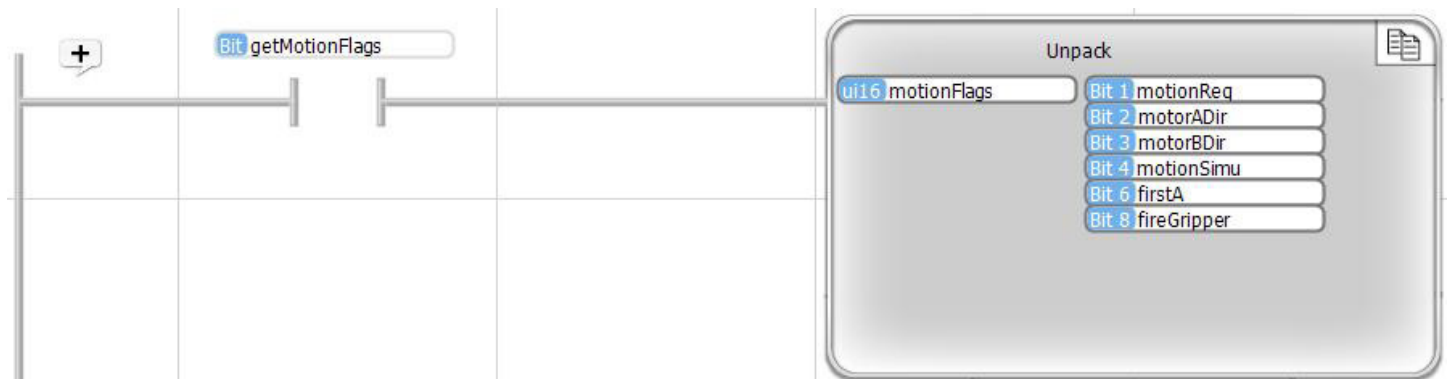 +
Bit getMotionFlags
Unpack
ui16 motionFlags
Bit 1 motionReq
Bit 2 motorADir
Bit 3 motorBDir
Bit 4 motionSimu
Bit 6 firstA
Bit 8 fireGripper